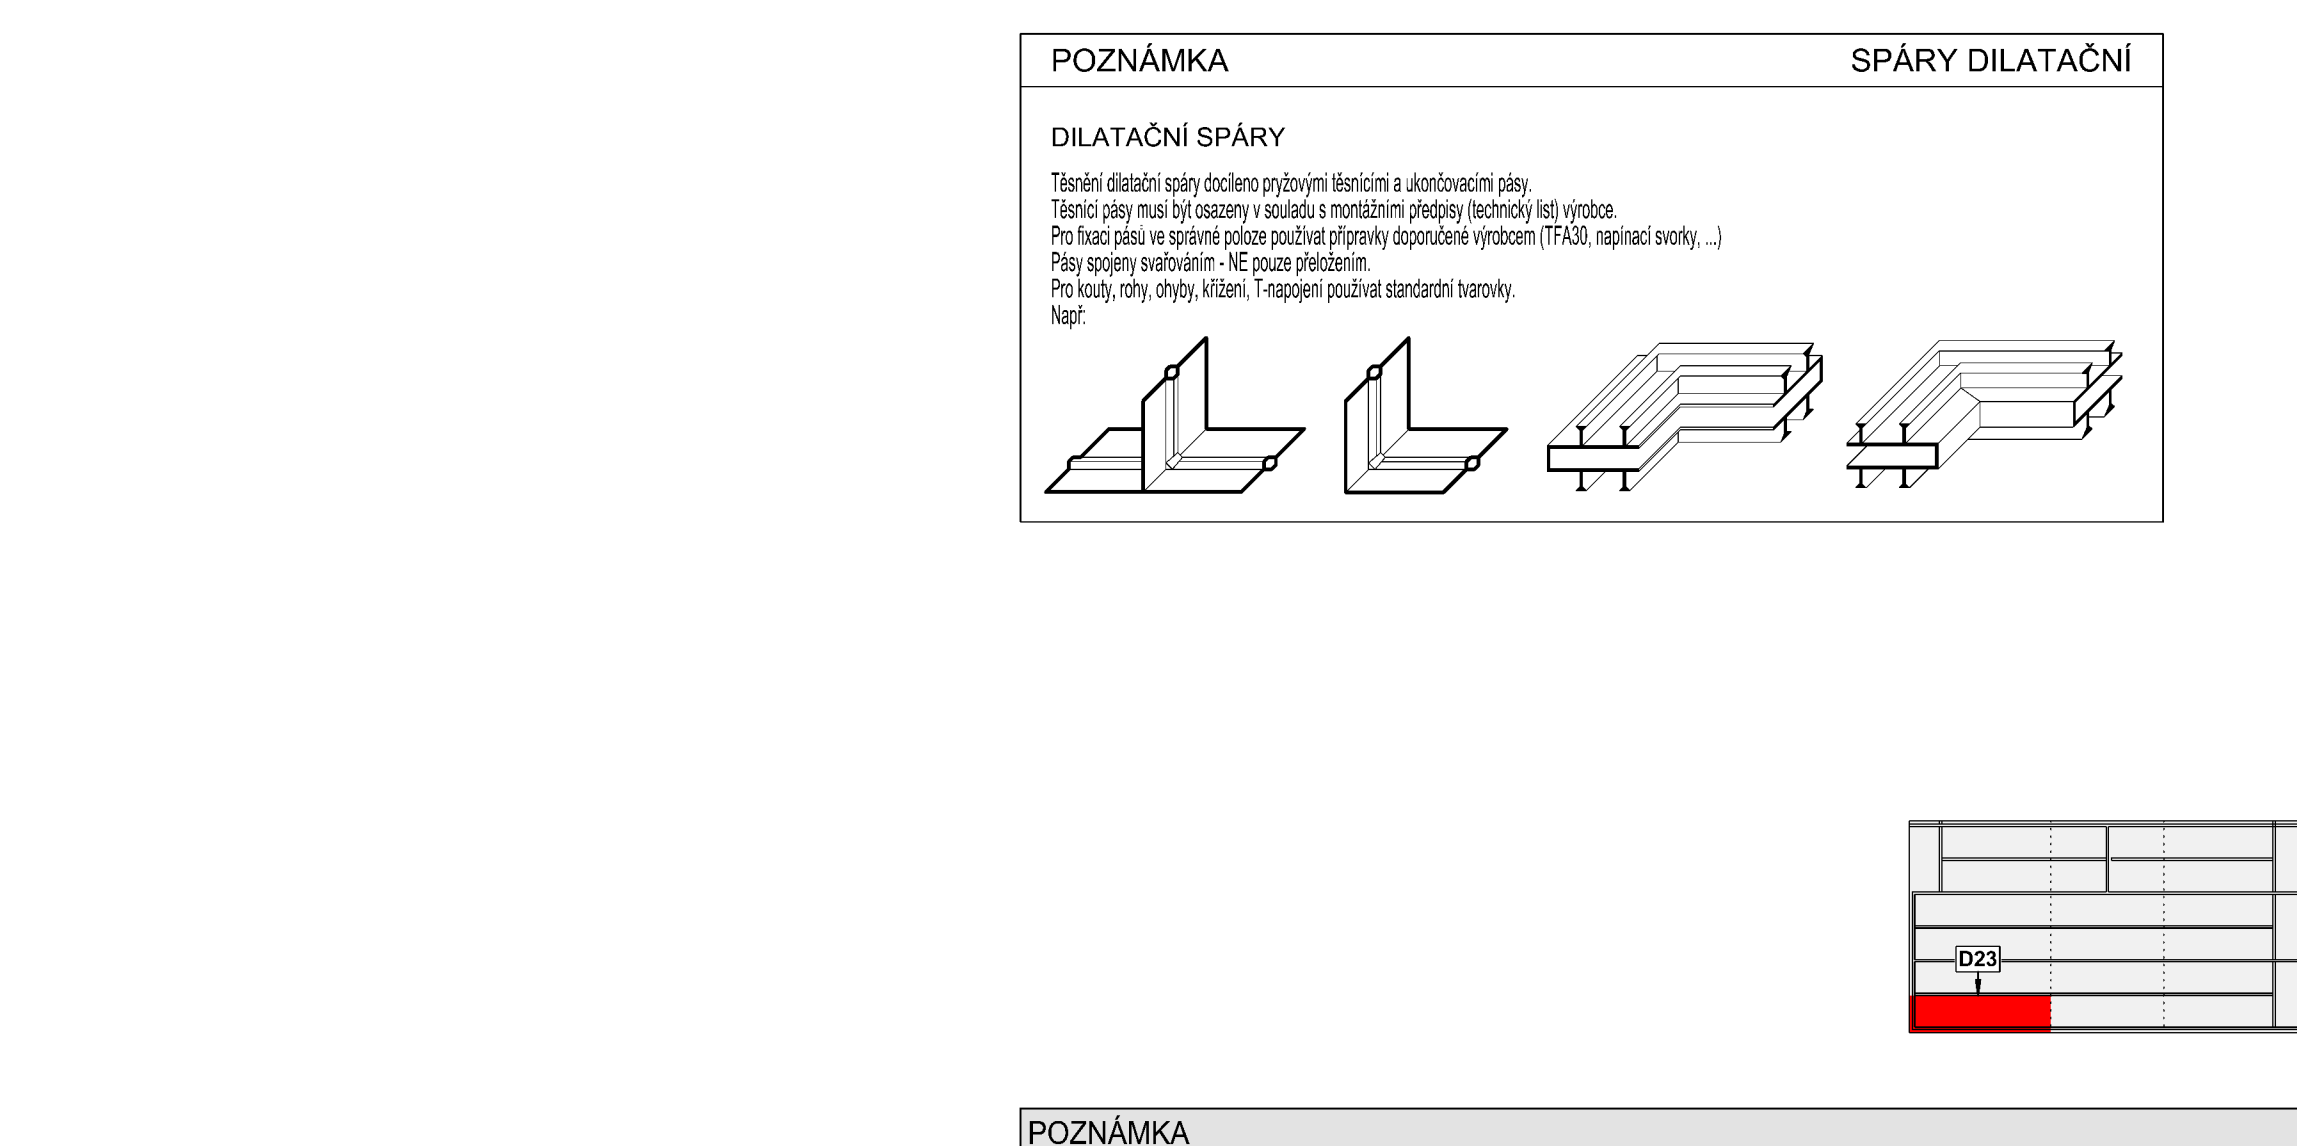 POZNÁMKA SPÁRY DILATAČNÍ
DILATAČNÍ SPÁRY
Těsnění dilatační spáry docíleno pryžovými těsnícími a ukončovacími pásy.
Těsnící pásy musí být osazeny v souladu s montážními předpisy (technický list) výrobce.
Pro fixaci pásů ve správné poloze používat přípravky doporučené výrobcem (TFA30, napínací svorky, ...)
Pásy spojeny svařováním - NE pouze přeložením.
Pro kouty, rohy, ohyby, křížení, T-napojení používat standardní tvarovky.
Např:
D23
POZNÁMKA